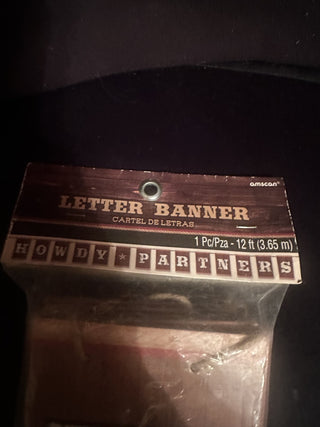 amscan
LETTER BANNER
CARTEL DE LETRAS
1 Pc/Pza - 12 ft (3.65 m)
HOWDY * PARTNERS